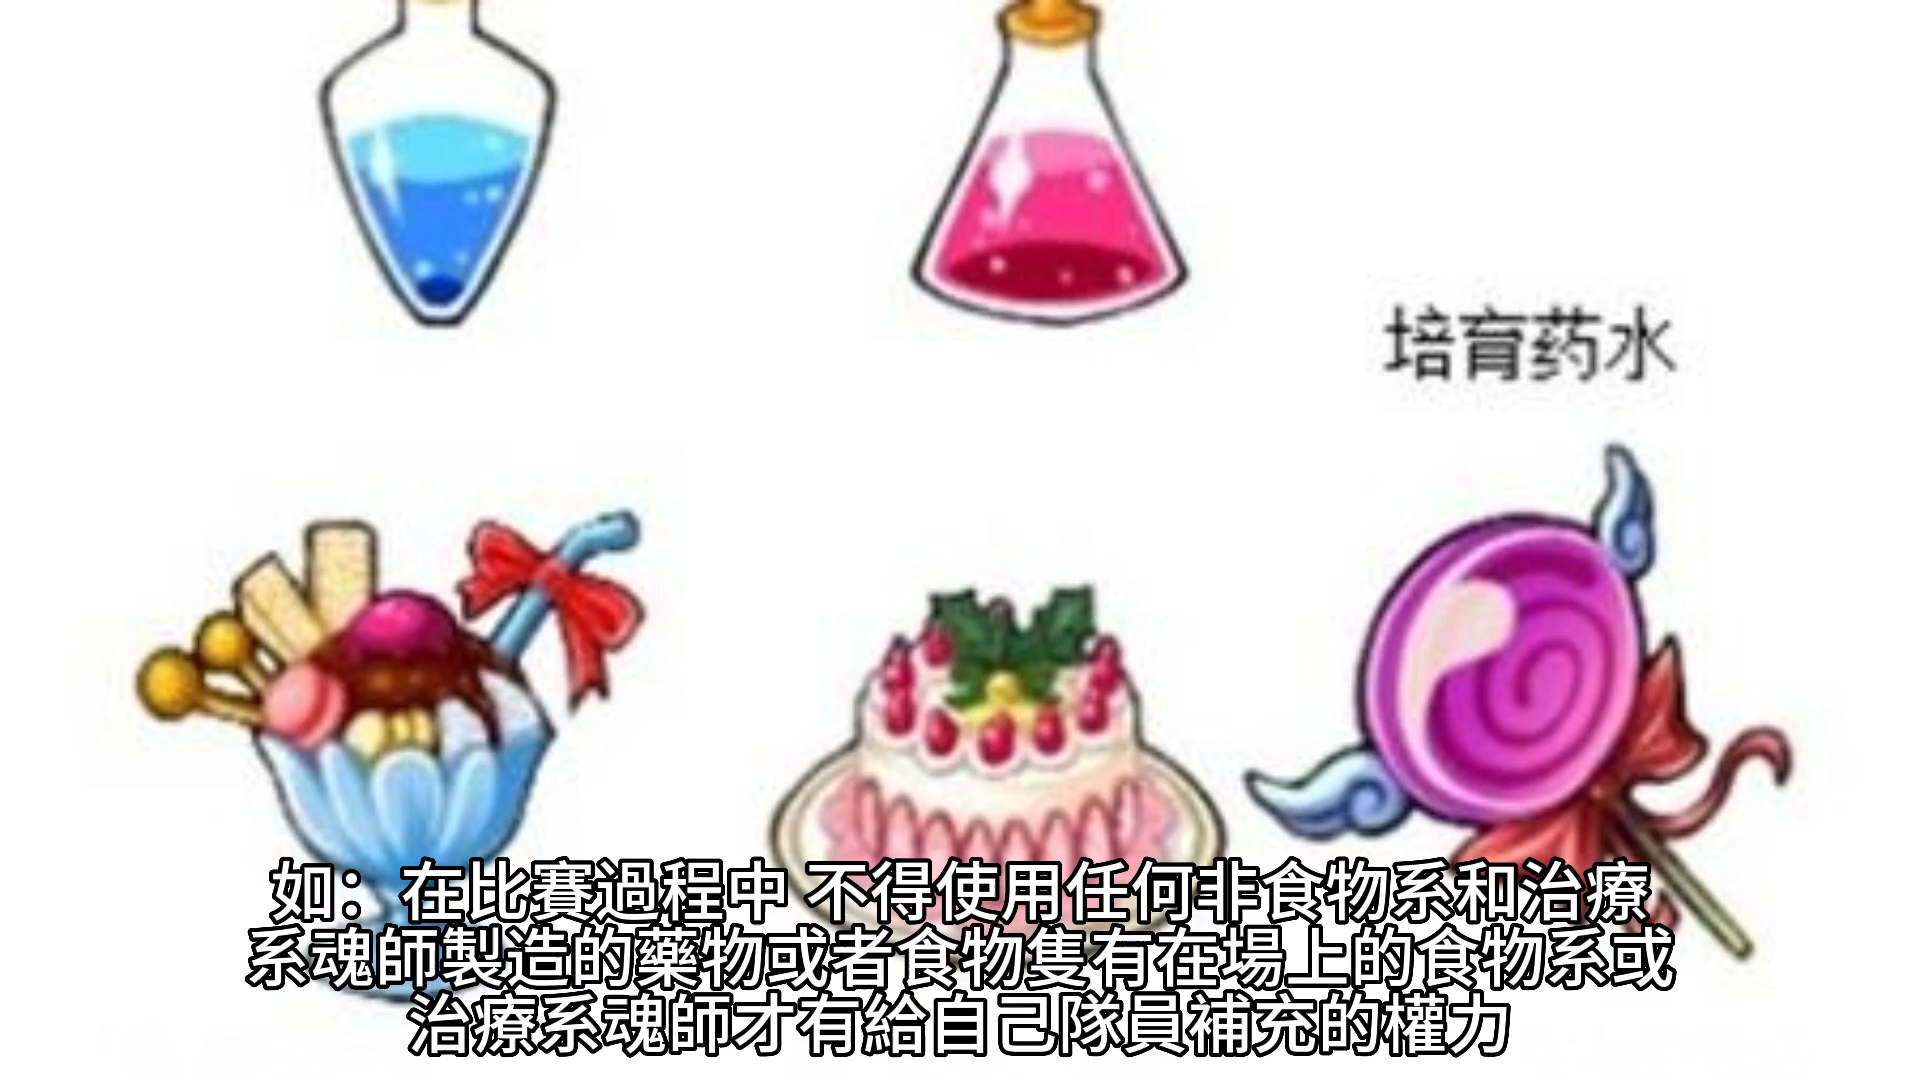 培育药水
如：在比賽過程中 不得使用任何非食物系和治療
系魂師製造的藥物或者食物隻有在場上的食物系或
治療系魂師才有給自己隊員補充的權力